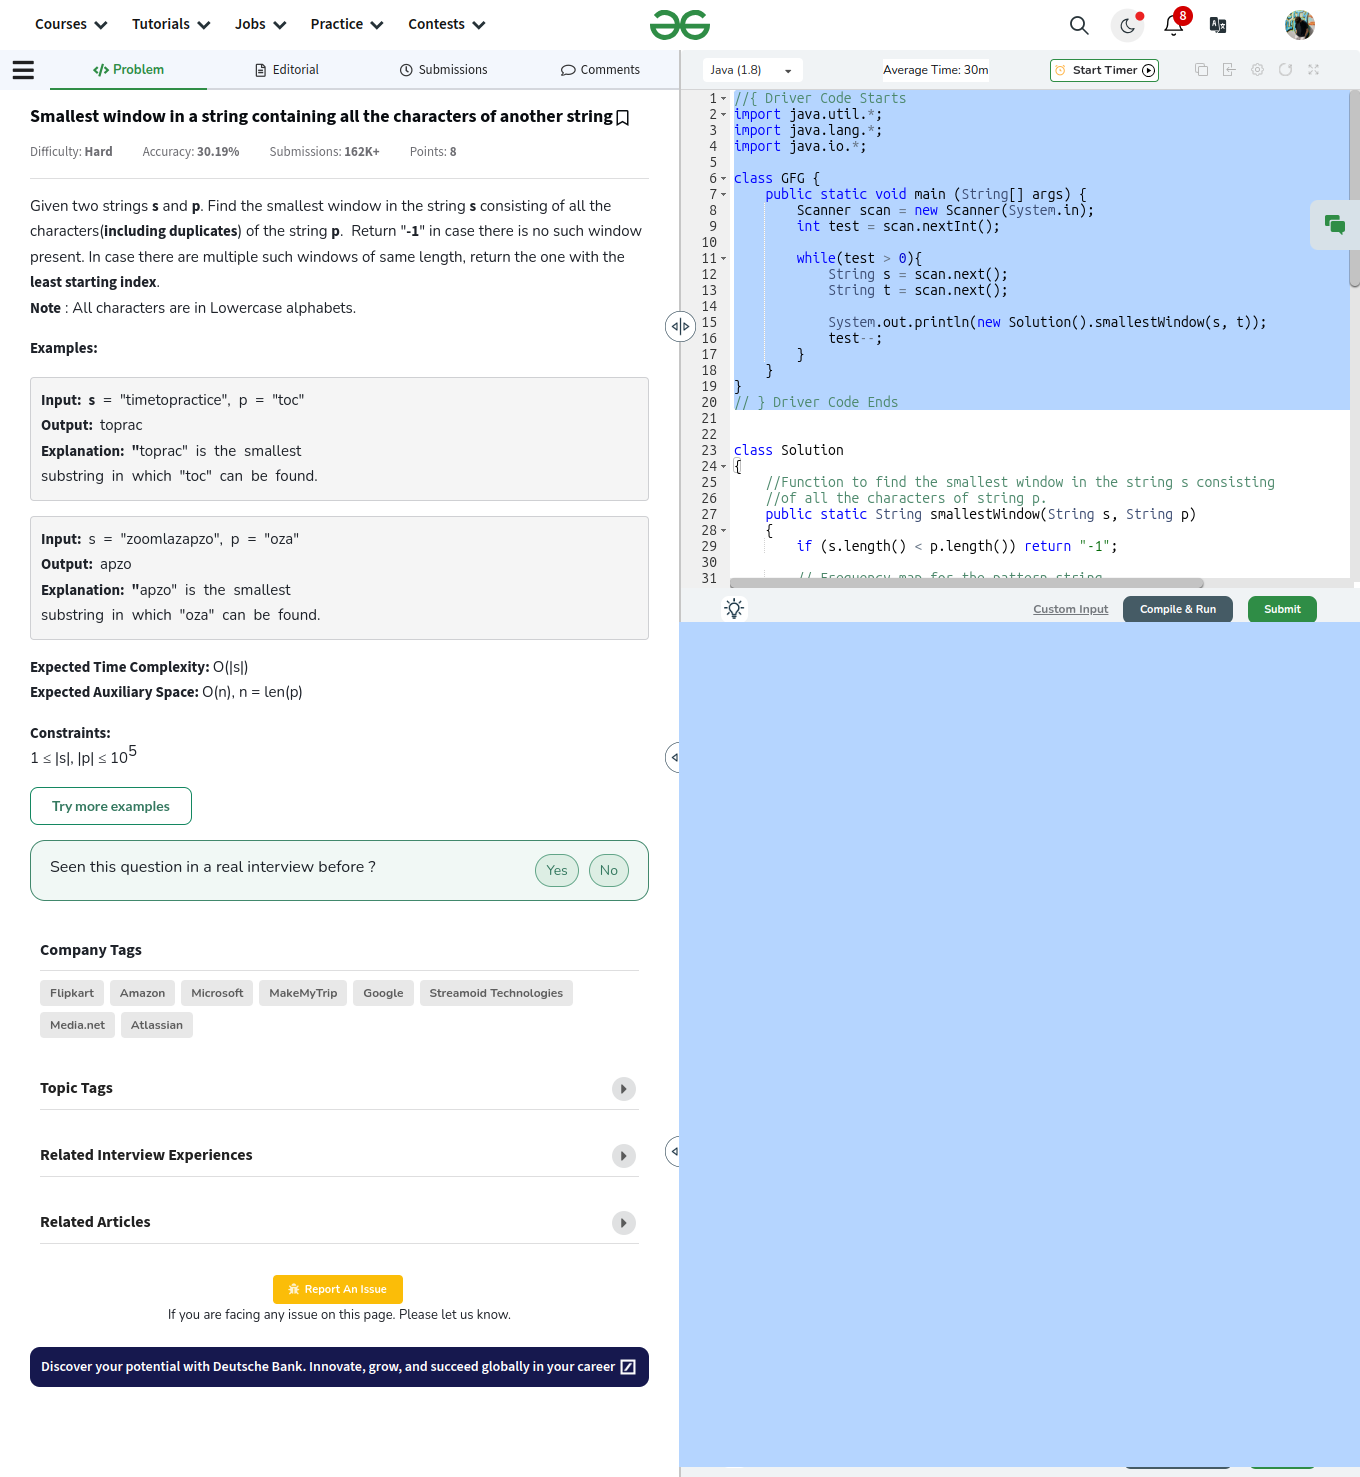 Courses Tutorials Jobs Practice Contests
8
Problem Editorial Submissions Comments
Smallest window in a string containing all the characters of another string
Difficulty: Hard Accuracy: 30.19% Submissions: 162K+ Points: 8
Given two strings s and p. Find the smallest window in the string s consisting of all the
characters(including duplicates) of the string p.  Return "-1" in case there is no such window
present. In case there are multiple such windows of same length, return the one with the
least starting index.
Note : All characters are in Lowercase alphabets.
Examples:
Input: s = "timetopractice", p = "toc"
Output: toprac
Explanation: "toprac" is the smallest
substring in which "toc" can be found.
Input: s = "zoomlazapzo", p = "oza"
Output: apzo
Explanation: "apzo" is the smallest
substring in which "oza" can be found.
Expected Time Complexity: O(|s|)
Expected Auxiliary Space: O(n), n = len(p)
Constraints:
1 ≤ |s|, |p| ≤ 10^5
Try more examples
Seen this question in a real interview before ? Yes No
Company Tags
Flipkart Amazon Microsoft MakeMyTrip Google Streamoid Technologies
Media.net Atlassian
Topic Tags
Related Interview Experiences
Related Articles
Report An Issue
If you are facing any issue on this page. Please let us know.
Discover your potential with Deutsche Bank. Innovate, grow, and succeed globally in your career
Java (1.8) Average Time: 30m Start Timer
1 //{ Driver Code Starts
2 import java.util.*;
3 import java.lang.*;
4 import java.io.*;
5
6 class GFG {
7     public static void main (String[] args) {
8         Scanner scan = new Scanner(System.in);
9         int test = scan.nextInt();
10
11         while(test > 0){
12             String s = scan.next();
13             String t = scan.next();
14
15             System.out.println(new Solution().smallestWindow(s, t));
16             test--;
17         }
18     }
19 }
20 // } Driver Code Ends
21
22
23 class Solution
24 {
25     //Function to find the smallest window in the string s consisting
26     //of all the characters of string p.
27     public static String smallestWindow(String s, String p)
28     {
29         if (s.length() < p.length()) return "-1";
30
31         // Frequency map for the pattern string
Custom Input Compile & Run Submit